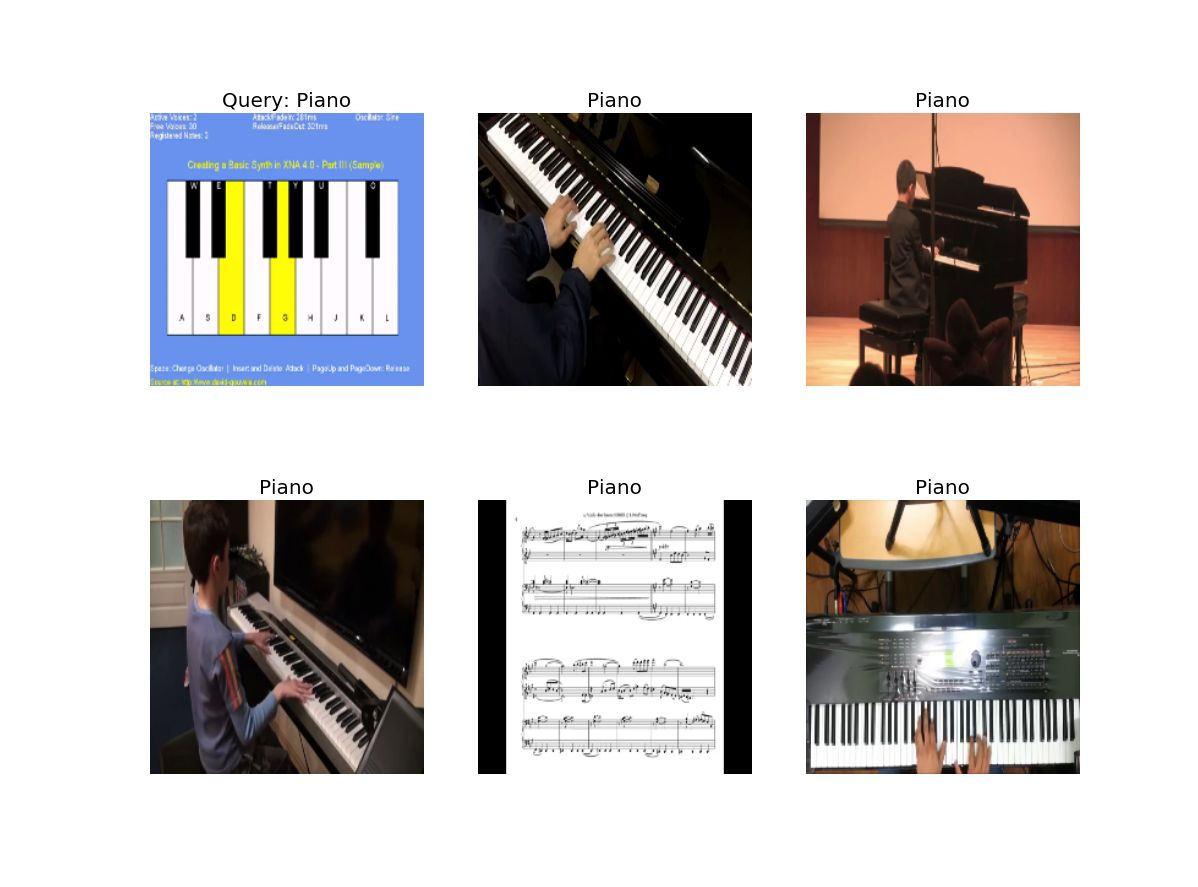 Query: Piano
Piano
Piano
Active Voices: 2
Attack/FadeIn: 281ms
Oscillator: Sine
Free Voices: 30
Release/FadeOut: 321ms
Registered Notes: 2
Creating a Basic Synth in XNA 4.0 - Part III (Sample)
W E T Y U O
A S D F G H J K L
Space: Change Oscillator | Insert and Delete: Attack | PageUp and PageDown: Release
Source at: http://www.david-gouveia.com
Piano
Piano
Piano